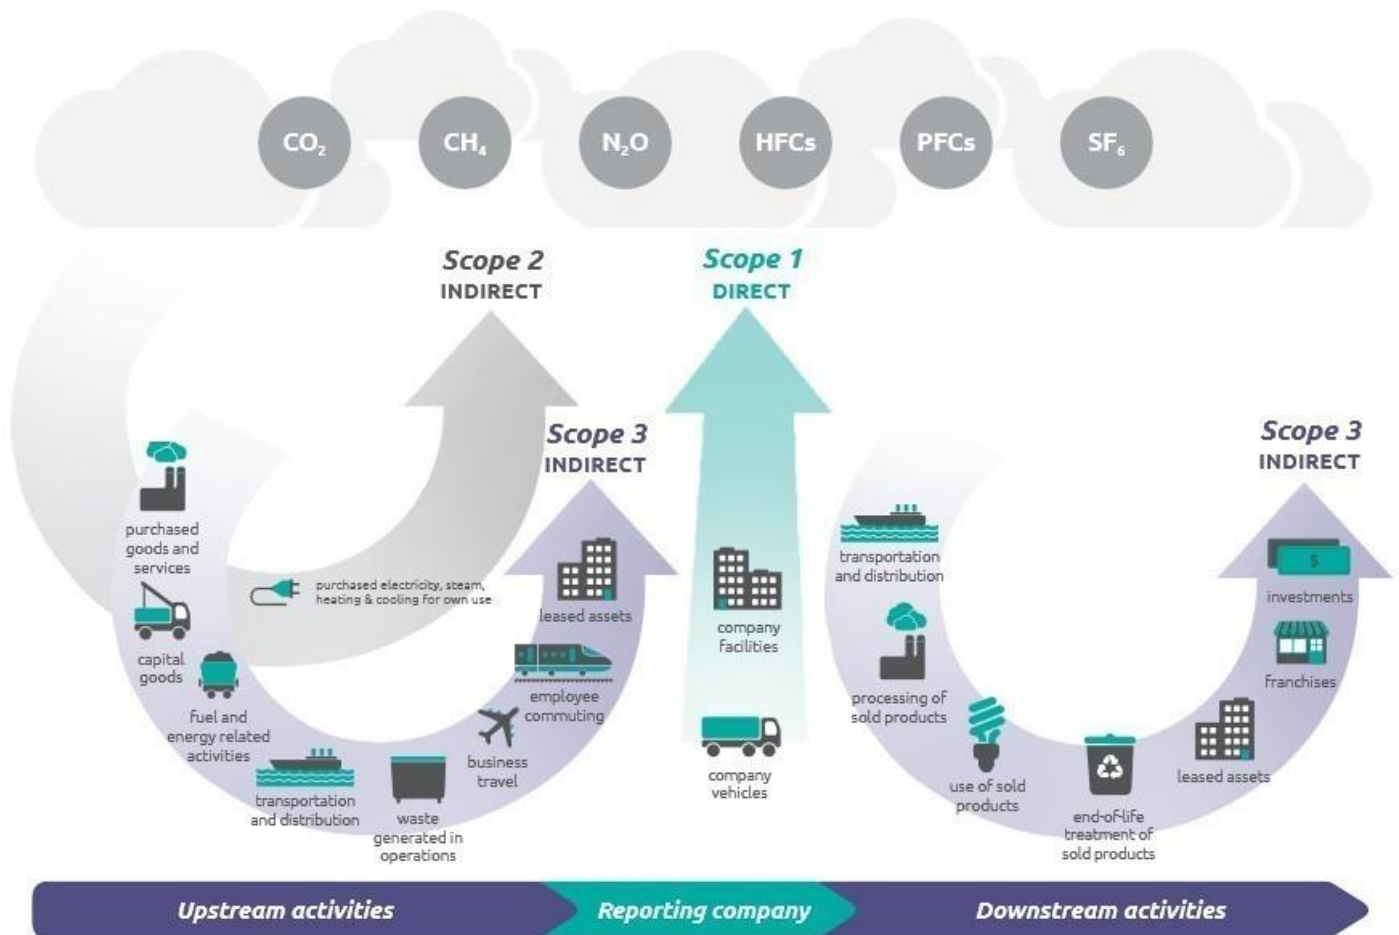 CO₂
CH₄
N₂O
HFCs
PFCs
SF₆
Scope 2
INDIRECT
Scope 1
DIRECT
Scope 3
INDIRECT
Scope 3
INDIRECT
purchased
goods and
services
capital
goods
fuel and
energy related
activities
transportation
and distribution
waste
generated in
operations
business
travel
employee
commuting
leased assets
purchased electricity, steam,
heating & cooling for own use
company
facilities
company
vehicles
transportation
and distribution
processing of
sold products
use of sold
products
end-of-life
treatment of
sold products
leased assets
franchises
$
investments
Upstream activities
Reporting company
Downstream activities